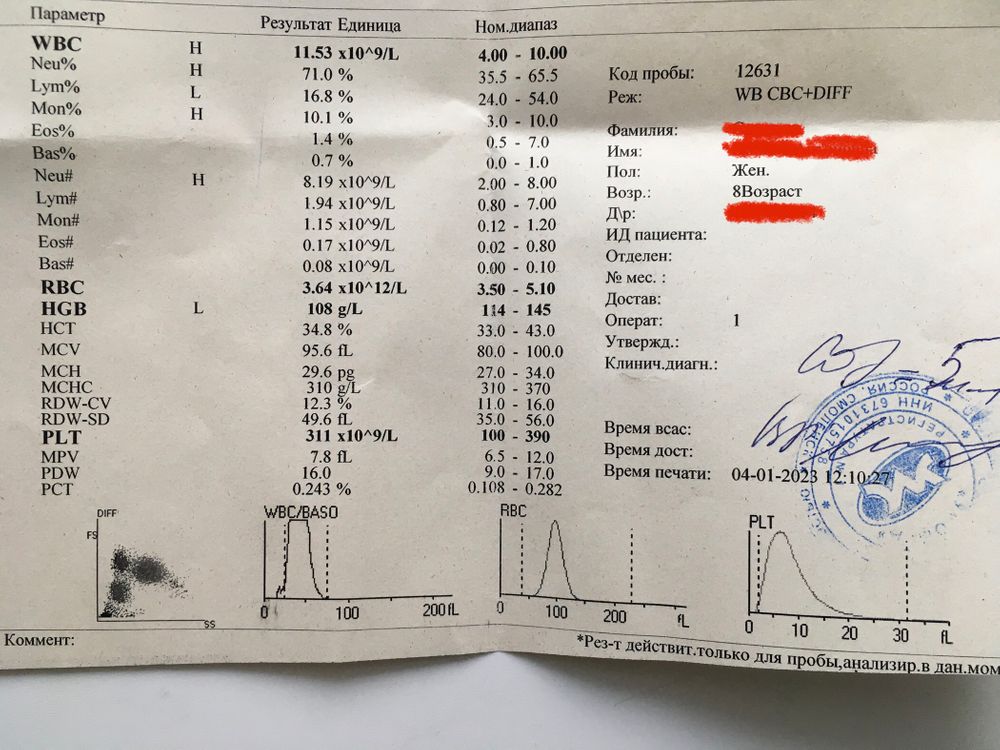 Параметр Результат Единица Ном.диапаз
WBC H 11.53 x10^9/L 4.00 - 10.00
Neu% H 71.0 % 35.5 - 65.5
Lym% L 16.8 % 24.0 - 54.0
Mon% H 10.1 % 3.0 - 10.0
Eos% 1.4 % 0.5 - 7.0
Bas% 0.7 % 0.0 - 1.0
Neu# H 8.19 x10^9/L 2.00 - 8.00
Lym# 1.94 x10^9/L 0.80 - 7.00
Mon# 1.15 x10^9/L 0.12 - 1.20
Eos# 0.17 x10^9/L 0.02 - 0.80
Bas# 0.08 x10^9/L 0.00 - 0.10
RBC 3.64 x10^12/L 3.50 - 5.10
HGB L 108 g/L 114 - 145
HCT 34.8 % 33.0 - 43.0
MCV 95.6 fL 80.0 - 100.0
MCH 29.6 pg 27.0 - 34.0
MCHC 310 g/L 310 - 370
RDW-CV 12.3 % 11.0 - 16.0
RDW-SD 49.6 fL 35.0 - 56.0
PLT 311 x10^9/L 100 - 390
MPV 7.8 fL 6.5 - 12.0
PDW 16.0 9.0 - 17.0
PCT 0.243 % 0.108 - 0.282
Код пробы: 12631
Реж: WB CBC+DIFF
Фамилия:
Имя:
Пол: Жен.
Возр.: 8Возраст
Д\р:
ИД пациента:
Отделен:
№ мес. :
Достав:
Операт: 1
Утвержд.:
Клинич.диагн.:
Время всас:
Время дост:
Время печати: 04-01-2023 12:10:27
РОССИЯ, СМОЛЕНСК
ИНН 6731015778
РЕГИСТРАТУРА №
DIFF
FS
SS
WBC/BASO
0 100 200 fL
RBC
0 100 200 fL
PLT
0 10 20 30 fL
Коммент:
*Рез-т действит.только для пробы,анализир.в дан.мом